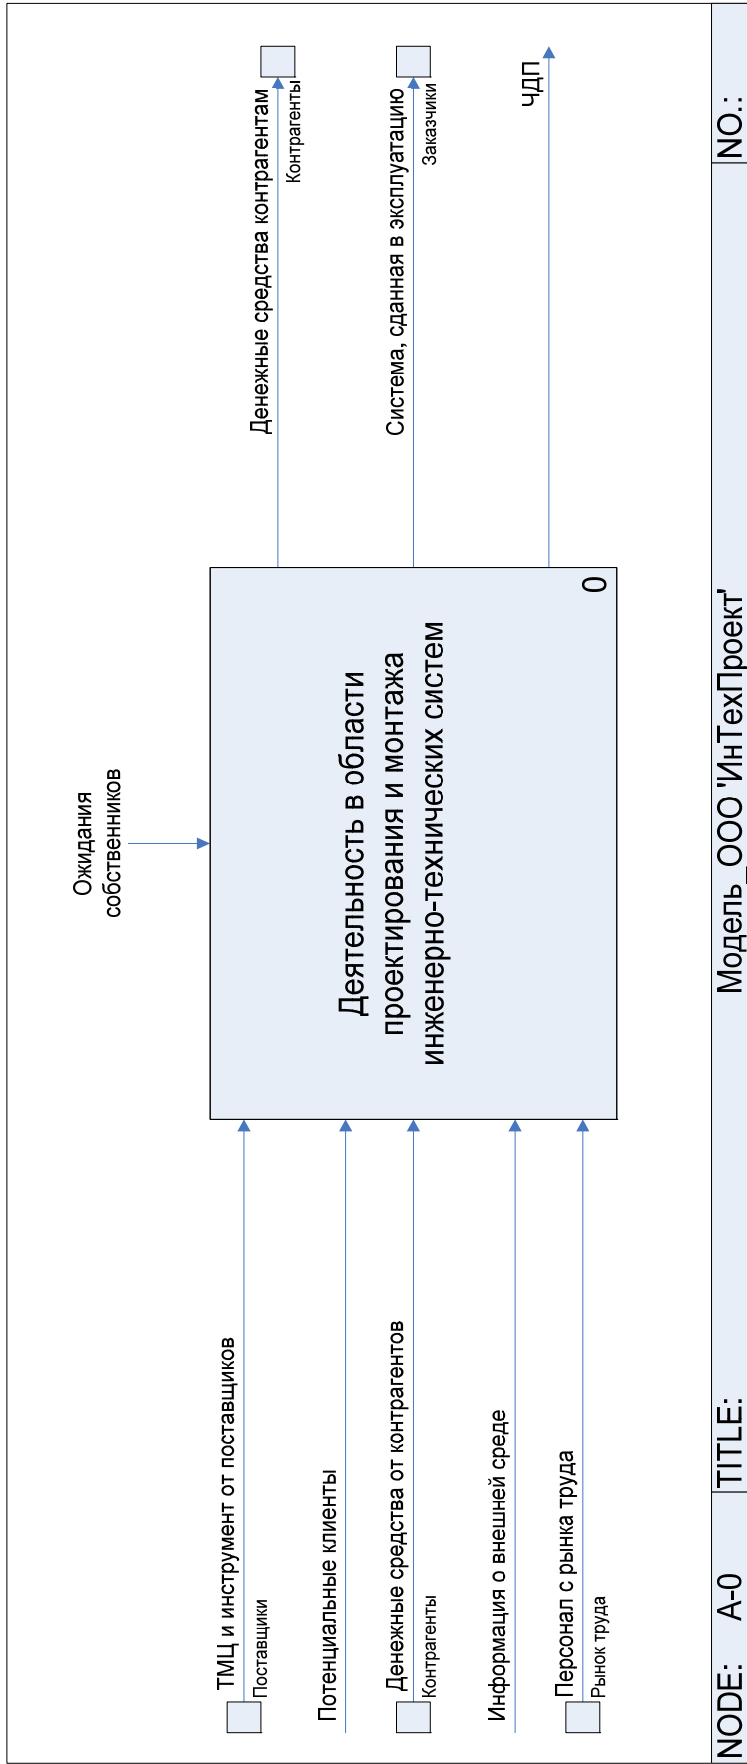 Ожидания
собственников
ТМЦ и инструмент от поставщиков
Поставщики
Потенциальные клиенты
Денежные средства от контрагентов
Контрагенты
Информация о внешней среде
Персонал с рынка труда
Рынок труда
Деятельность в области
проектирования и монтажа
инженерно-технических систем
0
Денежные средства контрагентам
Контрагенты
Система, сданная в эксплуатацию
Заказчики
ЧДП
NODE: A-0 TITLE: Модель_ООО 'ИнТехПроект' NO.: